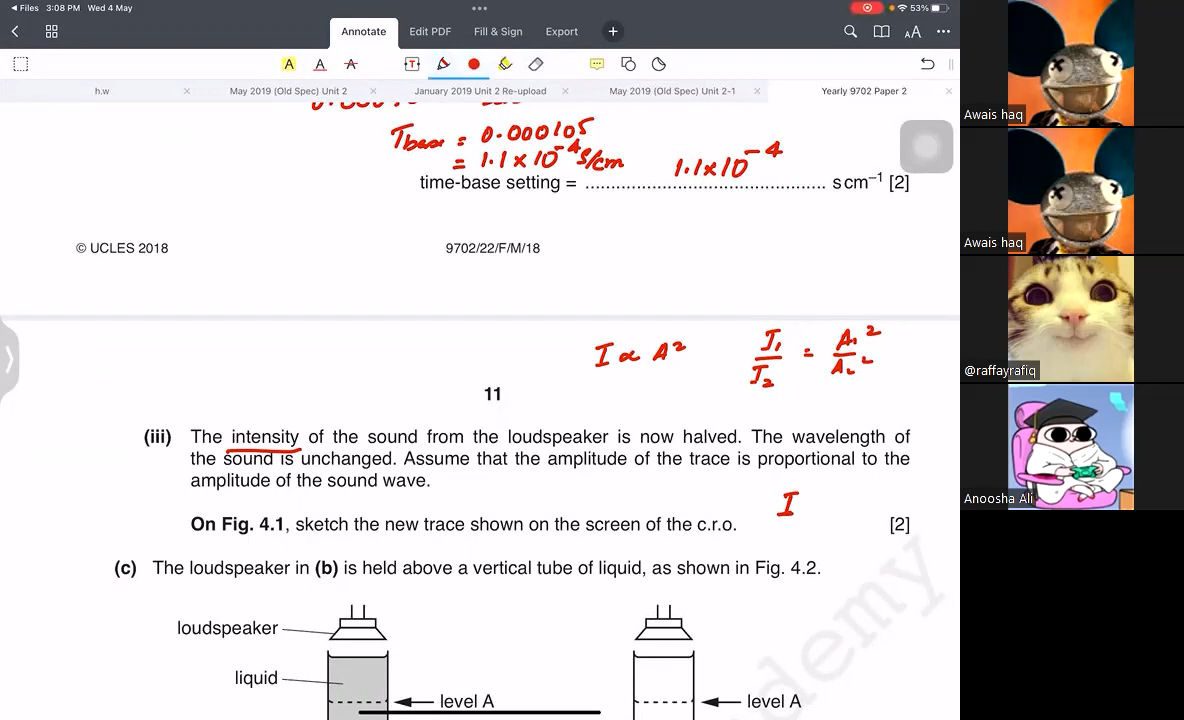 Files 3:08 PM Wed 4 May 53%
Annotate Edit PDF Fill & Sign Export
AA
A A A T
h.w May 2019 (Old Spec) Unit 2 January 2019 Unit 2 Re-upload May 2019 (Old Spec) Unit 2-1 Yearly 9702 Paper 2
Tbase = 0.000105
= 1.1 × 10⁻⁴ s/cm 1.1×10⁻⁴
time-base setting = .............................................. s cm⁻¹ [2]
© UCLES 2018 9702/22/F/M/18
I ∝ A² I₁/I₂ = A₁²/A₂²
11
(iii) The intensity of the sound from the loudspeaker is now halved. The wavelength of
the sound is unchanged. Assume that the amplitude of the trace is proportional to the
amplitude of the sound wave.
I
On Fig. 4.1, sketch the new trace shown on the screen of the c.r.o. [2]
(c) The loudspeaker in (b) is held above a vertical tube of liquid, as shown in Fig. 4.2.
loudspeaker
liquid
level A level A
ademy
Awais haq
Awais haq
@raffayrafiq
Anoosha Ali